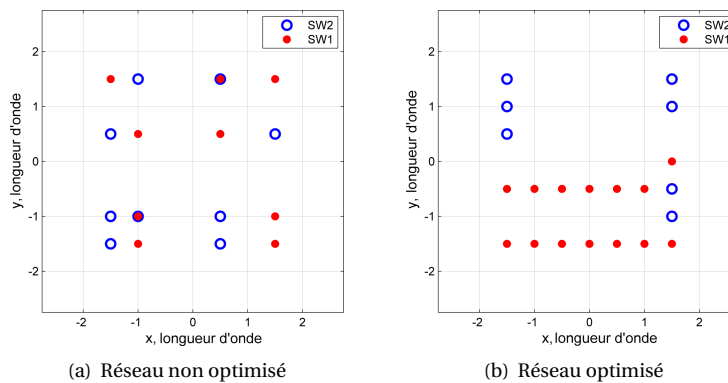 SW2
SW1
2
1
0
-1
-2
-2
-1
0
1
2
y, longueur d'onde
x, longueur d'onde
(a) Réseau non optimisé
SW2
SW1
2
1
0
-1
-2
-2
-1
0
1
2
y, longueur d'onde
x, longueur d'onde
(b) Réseau optimisé